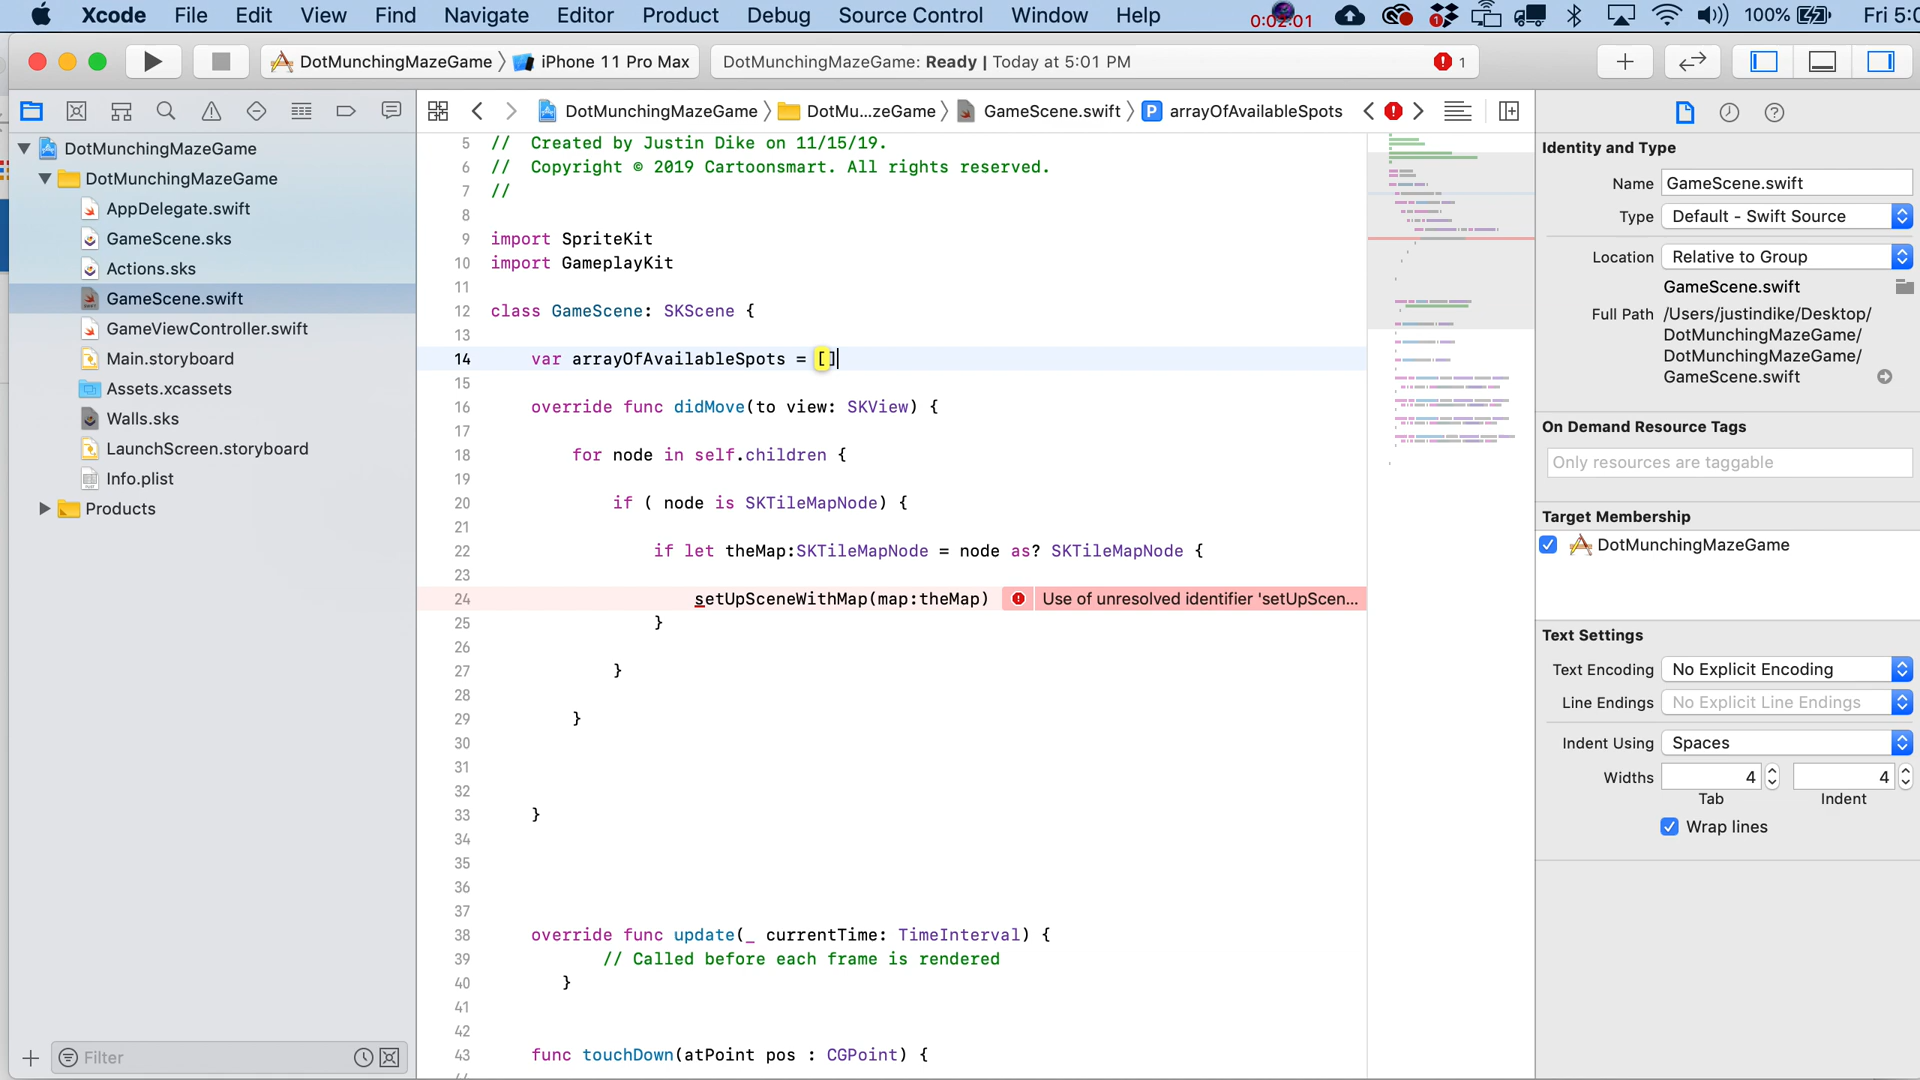 Xcode File Edit View Find Navigate Editor Product Debug Source Control Window Help 0:02:01 1 100% Fri 5:0
DotMunchingMazeGame iPhone 11 Pro Max DotMunchingMazeGame: Ready | Today at 5:01 PM 1
DotMunchingMazeGame DotMu...zeGame GameScene.swift P arrayOfAvailableSpots
DotMunchingMazeGame
DotMunchingMazeGame
AppDelegate.swift
GameScene.sks
Actions.sks
GameScene.swift
GameViewController.swift
Main.storyboard
Assets.xcassets
Walls.sks
LaunchScreen.storyboard
Info.plist
Products
Filter
5 // Created by Justin Dike on 11/15/19.
6 // Copyright © 2019 Cartoonsmart. All rights reserved.
7 //
8
9 import SpriteKit
10 import GameplayKit
11
12 class GameScene: SKScene {
13
14 var arrayOfAvailableSpots = []
15
16 override func didMove(to view: SKView) {
17
18 for node in self.children {
19
20 if ( node is SKTileMapNode) {
21
22 if let theMap:SKTileMapNode = node as? SKTileMapNode {
23
24 setUpSceneWithMap(map:theMap) Use of unresolved identifier 'setUpScen...
25 }
26
27 }
28
29 }
30
31
32
33 }
34
35
36
37
38 override func update(_ currentTime: TimeInterval) {
39 // Called before each frame is rendered
40 }
41
42
43 func touchDown(atPoint pos : CGPoint) {
Identity and Type
Name GameScene.swift
Type Default - Swift Source
Location Relative to Group
GameScene.swift
Full Path /Users/justindike/Desktop/
DotMunchingMazeGame/
DotMunchingMazeGame/
GameScene.swift
On Demand Resource Tags
Only resources are taggable
Target Membership
DotMunchingMazeGame
Text Settings
Text Encoding No Explicit Encoding
Line Endings No Explicit Line Endings
Indent Using Spaces
Widths 4 4
Tab Indent
Wrap lines